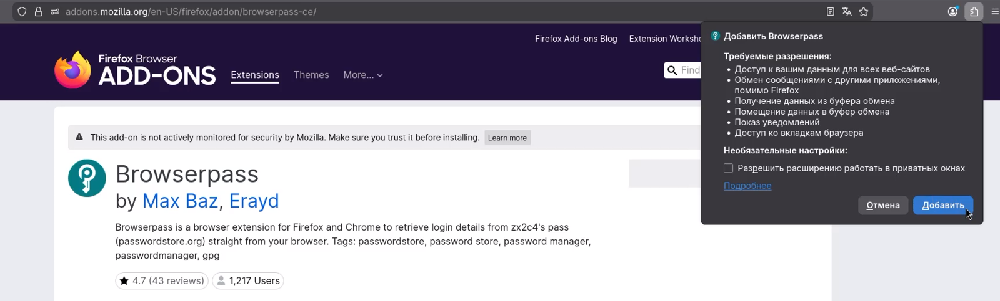 addons.mozilla.org/en-US/firefox/addon/browserpass-ce/
Firefox Add-ons Blog
Extension Worksho
Firefox Browser
ADD-ONS
Extensions
Themes
More...
Find
This add-on is not actively monitored for security by Mozilla. Make sure you trust it before installing.
Learn more
Browserpass
by Max Baz, Erayd
Browserpass is a browser extension for Firefox and Chrome to retrieve login details from zx2c4's pass
(passwordstore.org) straight from your browser. Tags: passwordstore, password store, password manager,
passwordmanager, gpg
4.7 (43 reviews)
1,217 Users
Добавить Browserpass
Требуемые разрешения:
• Доступ к вашим данным для всех веб-сайтов
• Обмен сообщениями с другими приложениями,
помимо Firefox
• Получение данных из буфера обмена
• Помещение данных в буфер обмена
• Показ уведомлений
• Доступ ко вкладкам браузера
Необязательные настройки:
Разрешить расширению работать в приватных окнах
Подробнее
Отмена
Добавить